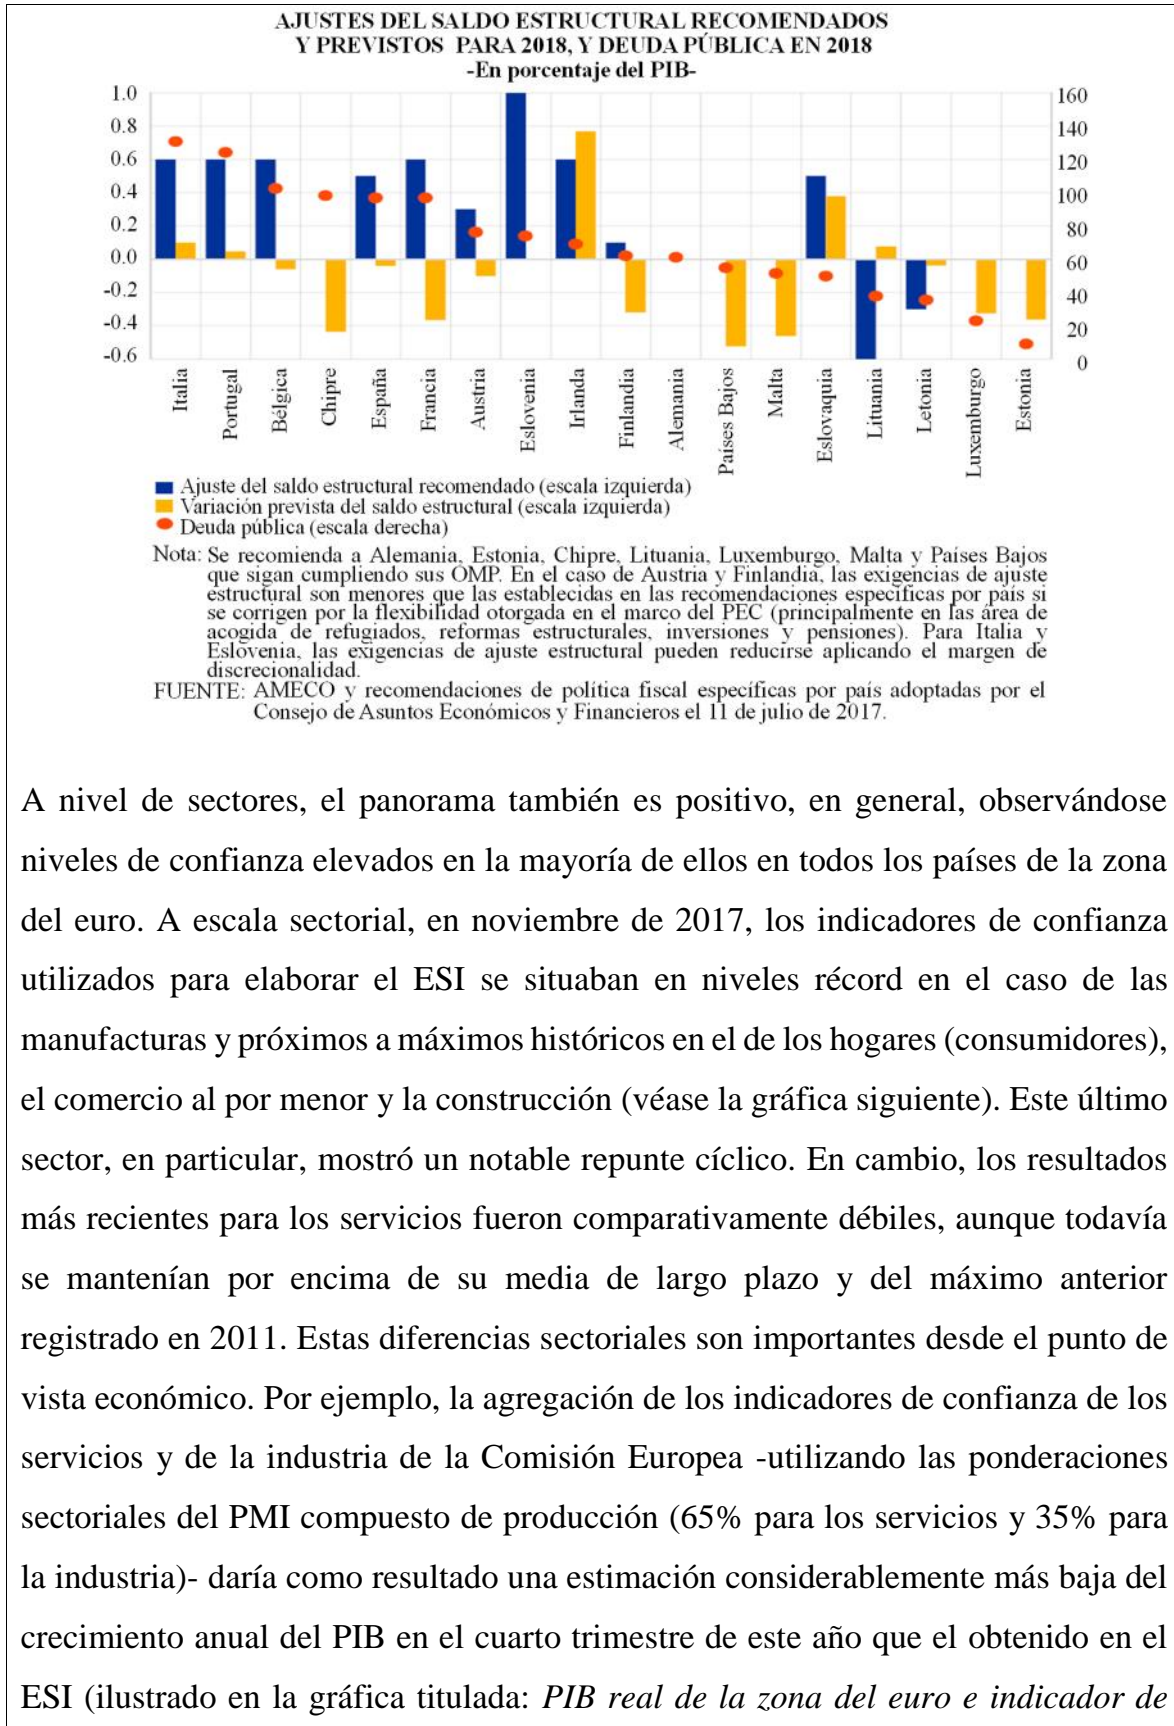 AJUSTES DEL SALDO ESTRUCTURAL RECOMENDADOS
Y PREVISTOS PARA 2018, Y DEUDA PÚBLICA EN 2018
-En porcentaje del PIB-
1.0
0.8
0.6
0.4
0.2
0.0
-0.2
-0.4
-0.6
160
140
120
100
80
60
40
20
0
Italia
Portugal
Bélgica
Chipre
España
Francia
Austria
Eslovenia
Irlanda
Finlandia
Alemania
Países Bajos
Malta
Eslovaquia
Lituania
Letonia
Luxemburgo
Estonia
Ajuste del saldo estructural recomendado (escala izquierda)
Variación prevista del saldo estructural (escala izquierda)
Deuda pública (escala derecha)
Nota: Se recomienda a Alemania, Estonia, Chipre, Lituania, Luxemburgo, Malta y Países Bajos
que sigan cumpliendo sus OMP. En el caso de Austria y Finlandia, las exigencias de ajuste
estructural son menores que las establecidas en las recomendaciones específicas por país si
se corrigen por la flexibilidad otorgada en el marco del PEC (principalmente en las área de
acogida de refugiados, reformas estructurales, inversiones y pensiones). Para Italia y
Eslovenia, las exigencias de ajuste estructural pueden reducirse aplicando el margen de
discrecionalidad.
FUENTE: AMECO y recomendaciones de política fiscal específicas por país adoptadas por el
Consejo de Asuntos Económicos y Financieros el 11 de julio de 2017.
A nivel de sectores, el panorama también es positivo, en general, observándose
niveles de confianza elevados en la mayoría de ellos en todos los países de la zona
del euro. A escala sectorial, en noviembre de 2017, los indicadores de confianza
utilizados para elaborar el ESI se situaban en niveles récord en el caso de las
manufacturas y próximos a máximos históricos en el de los hogares (consumidores),
el comercio al por menor y la construcción (véase la gráfica siguiente). Este último
sector, en particular, mostró un notable repunte cíclico. En cambio, los resultados
más recientes para los servicios fueron comparativamente débiles, aunque todavía
se mantenían por encima de su media de largo plazo y del máximo anterior
registrado en 2011. Estas diferencias sectoriales son importantes desde el punto de
vista económico. Por ejemplo, la agregación de los indicadores de confianza de los
servicios y de la industria de la Comisión Europea -utilizando las ponderaciones
sectoriales del PMI compuesto de producción (65% para los servicios y 35% para
la industria)- daría como resultado una estimación considerablemente más baja del
crecimiento anual del PIB en el cuarto trimestre de este año que el obtenido en el
ESI (ilustrado en la gráfica titulada: PIB real de la zona del euro e indicador de